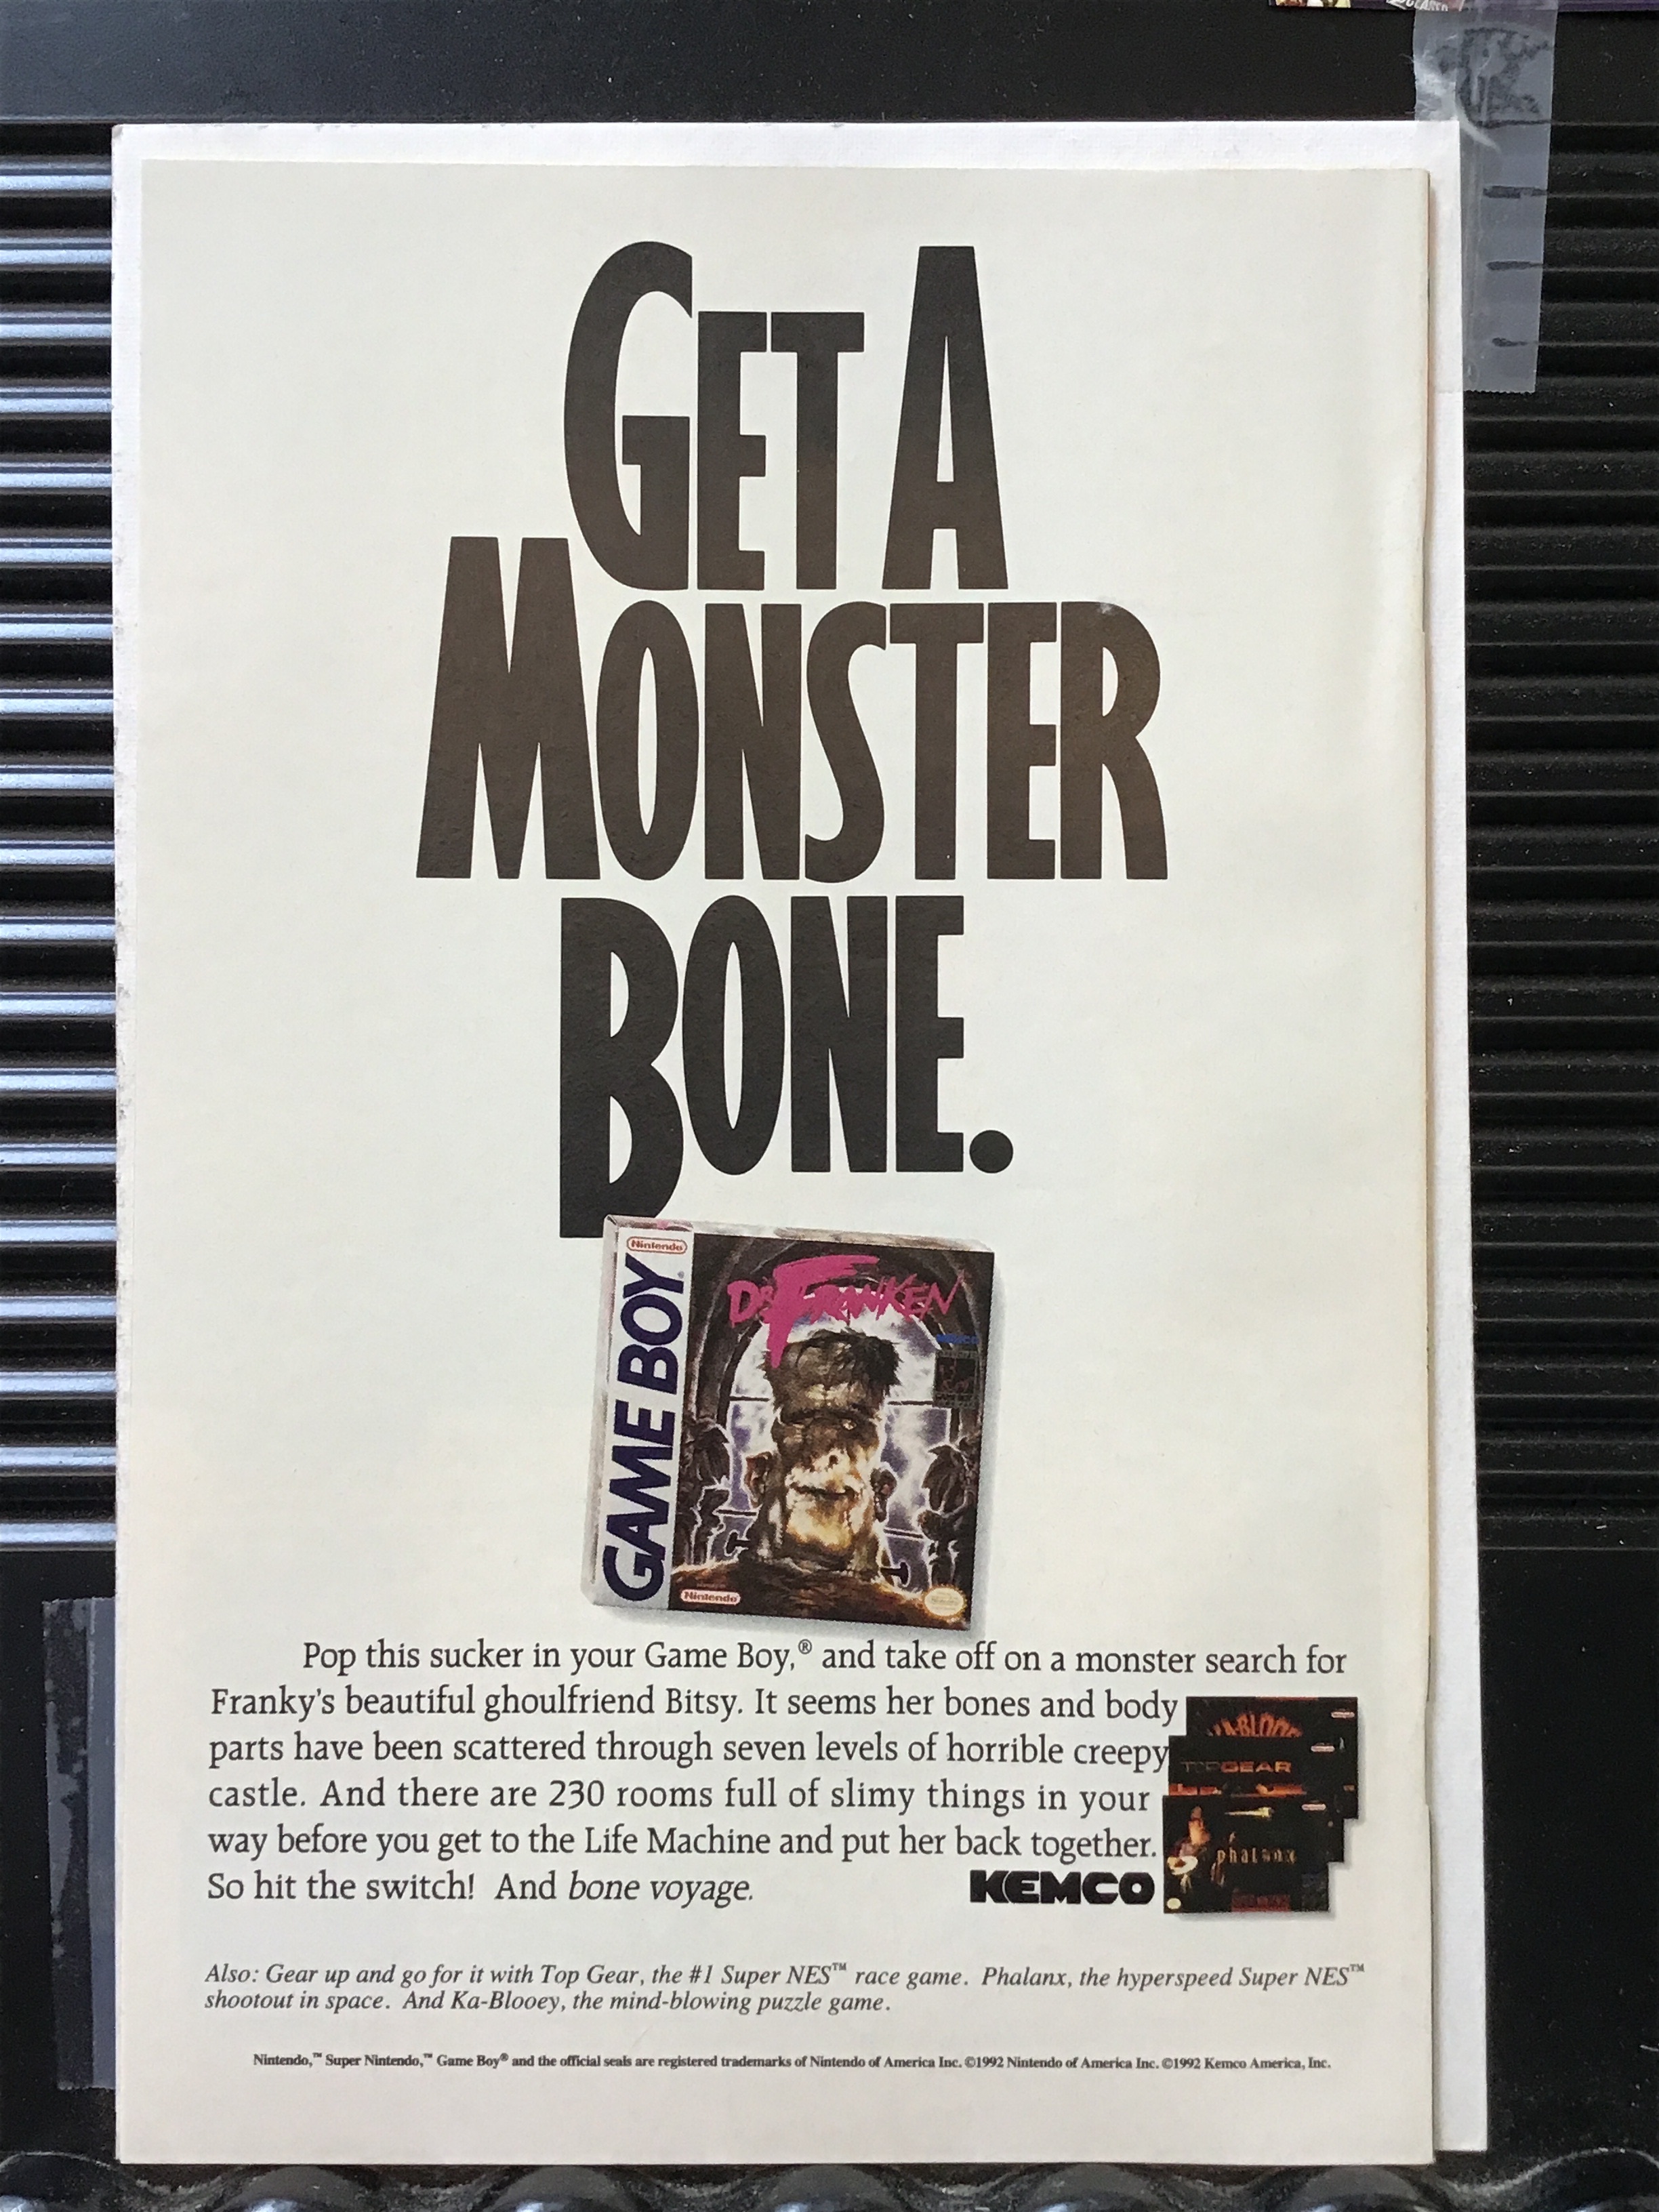 GET A
MONSTER
BONE.
Nintendo
GAME BOY
DR. FRANKEN
KEMCO
Nintendo
Pop this sucker in your Game Boy,® and take off on a monster search for
Franky's beautiful ghoulfriend Bitsy. It seems her bones and body
parts have been scattered through seven levels of horrible creepy
castle. And there are 230 rooms full of slimy things in your
way before you get to the Life Machine and put her back together.
So hit the switch! And bone voyage.
KEMCO
KA-BLOOEY
TOP GEAR
phalanx
Also: Gear up and go for it with Top Gear, the #1 Super NES™ race game. Phalanx, the hyperspeed Super NES™
shootout in space. And Ka-Blooey, the mind-blowing puzzle game.
Nintendo,™ Super Nintendo,™ Game Boy® and the official seals are registered trademarks of Nintendo of America Inc. ©1992 Nintendo of America Inc. ©1992 Kemco America, Inc.